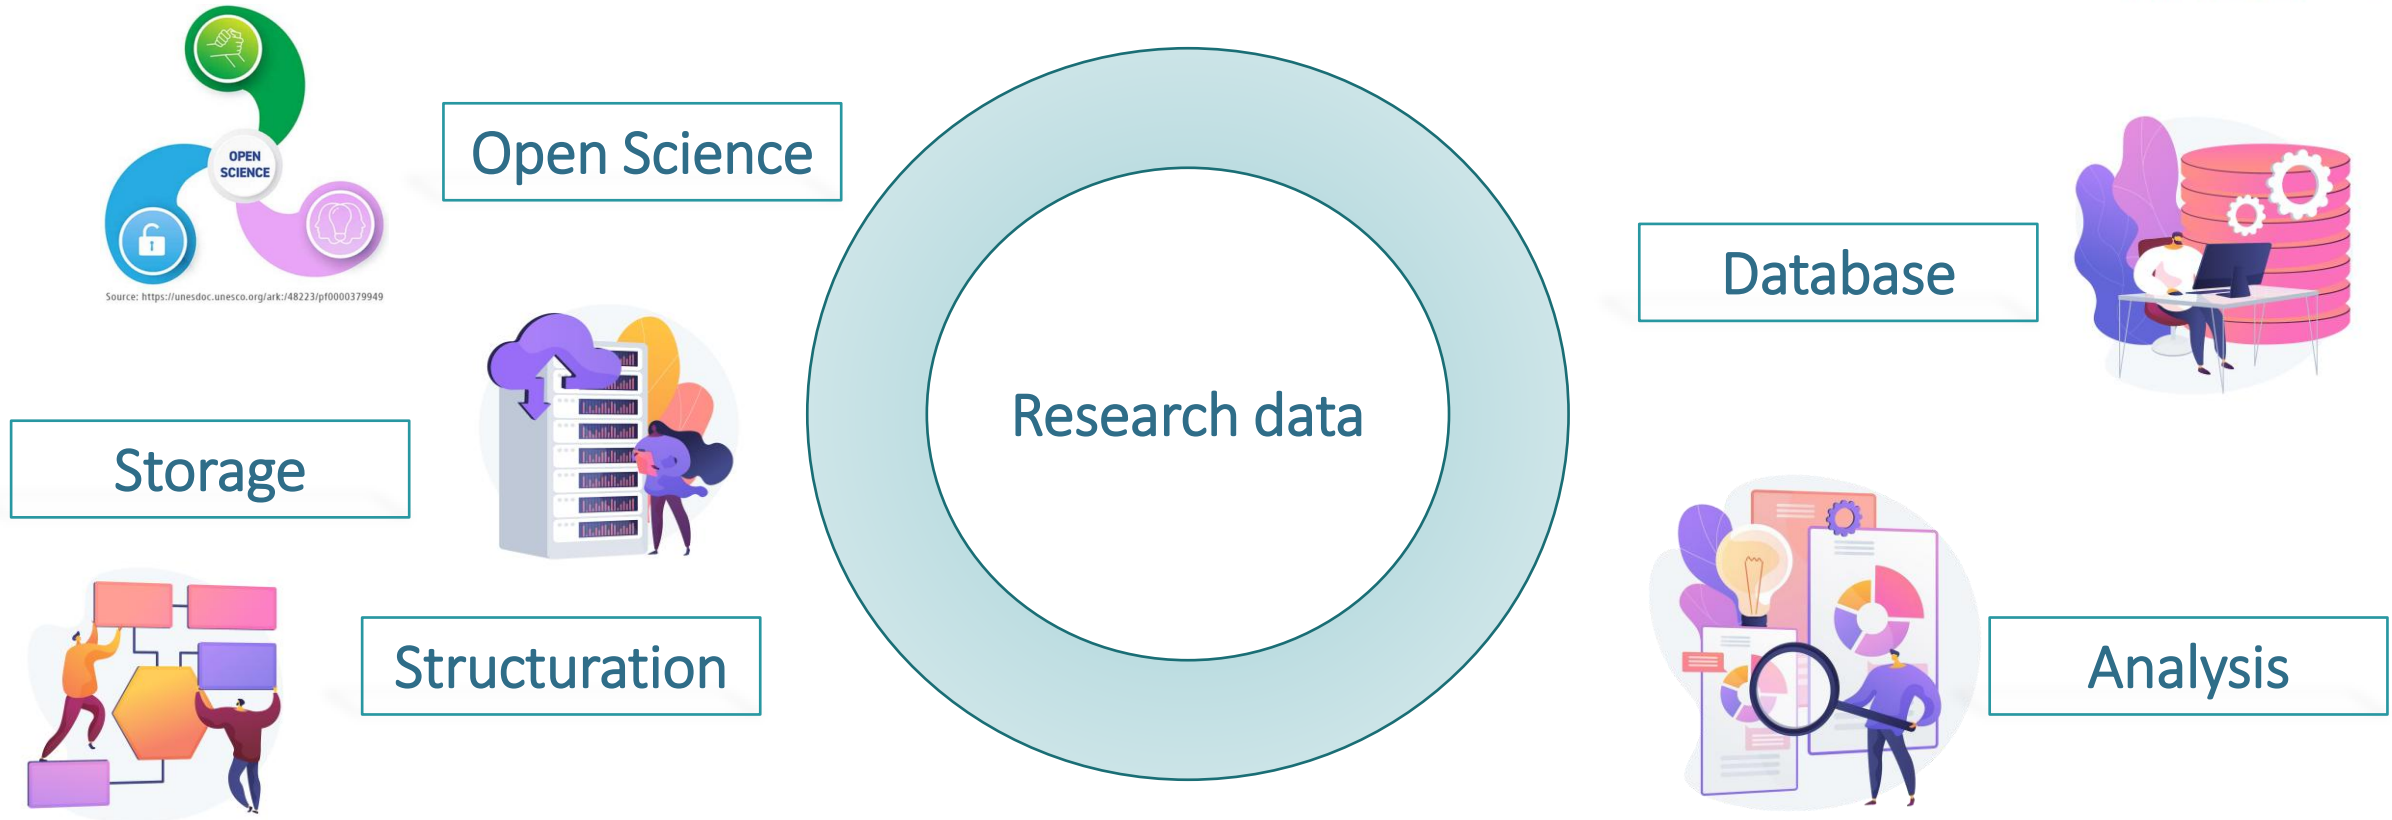 OPEN
SCIENCE
Source: https://unesdoc.unesco.org/ark:/48223/pf0000379949
Open Science
Storage
Structuration
Research data
Database
Analysis